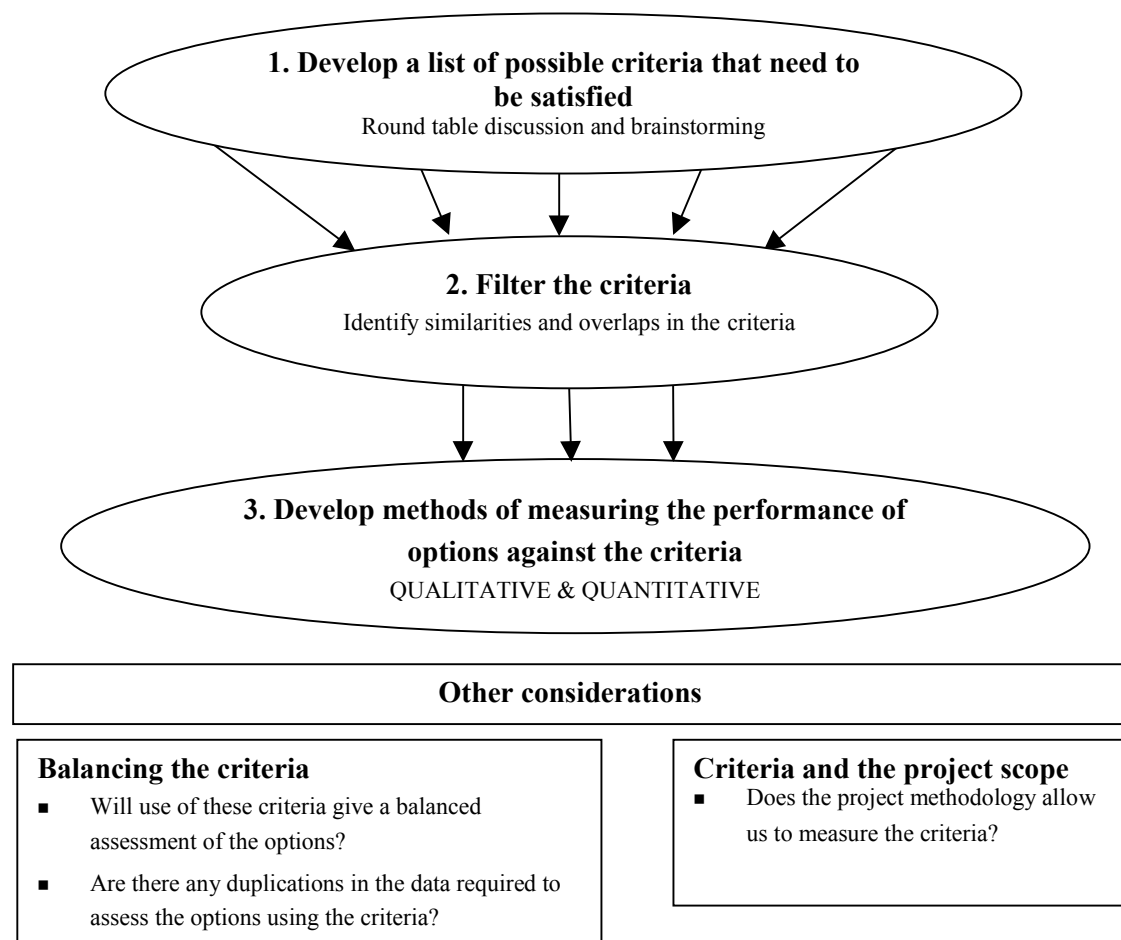 1. Develop a list of possible criteria that need to
be satisfied
Round table discussion and brainstorming
2. Filter the criteria
Identify similarities and overlaps in the criteria
3. Develop methods of measuring the performance of
options against the criteria
QUALITATIVE & QUANTITATIVE
Other considerations
Balancing the criteria
■ Will use of these criteria give a balanced
assessment of the options?
■ Are there any duplications in the data required to
assess the options using the criteria?
Criteria and the project scope
■ Does the project methodology allow
us to measure the criteria?